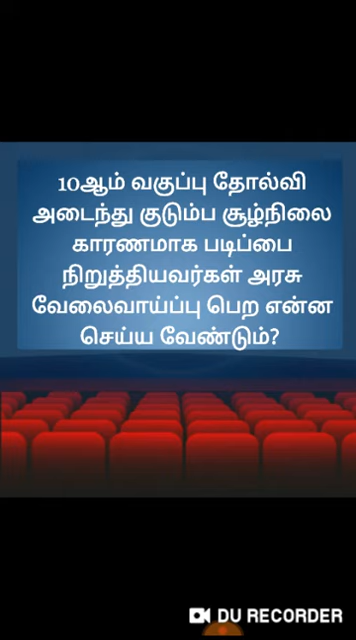 10ஆம் வகுப்பு தோல்வி
அடைந்து குடும்ப சூழ்நிலை
காரணமாக படிப்பை
நிறுத்தியவர்கள் அரசு
வேலைவாய்ப்பு பெற என்ன
செய்ய வேண்டும்?
DU RECORDER